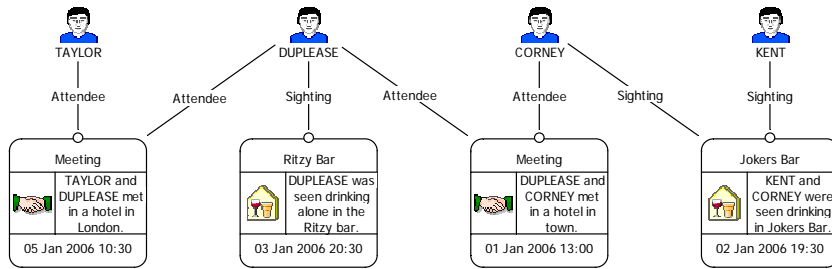 TAYLOR
DUPLEASE
CORNEY
KENT
Attendee
Attendee
Sighting
Attendee
Attendee
Sighting
Sighting
Meeting
TAYLOR and
DUPLEASE met
in a hotel in
London.
05 Jan 2006 10:30
Ritzy Bar
DUPLEASE was
seen drinking
alone in the
Ritzy bar.
03 Jan 2006 20:30
Meeting
DUPLEASE and
CORNEY met
in a hotel in
town.
01 Jan 2006 13:00
Jokers Bar
KENT and
CORNEY were
seen drinking
in Jokers Bar.
02 Jan 2006 19:30